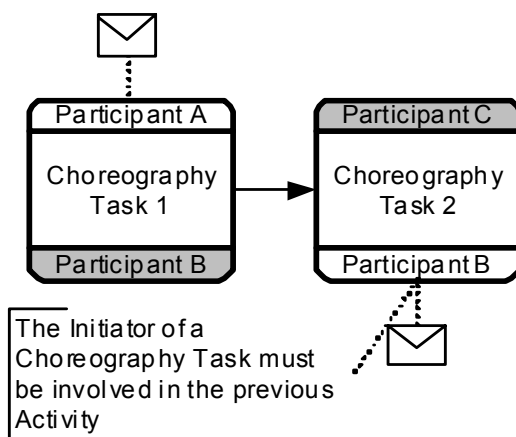 Participant A
Choreography
Task 1
Participant B
Participant C
Choreography
Task 2
Participant B
The Initiator of a
Choreography Task must
be involved in the previous
Activity